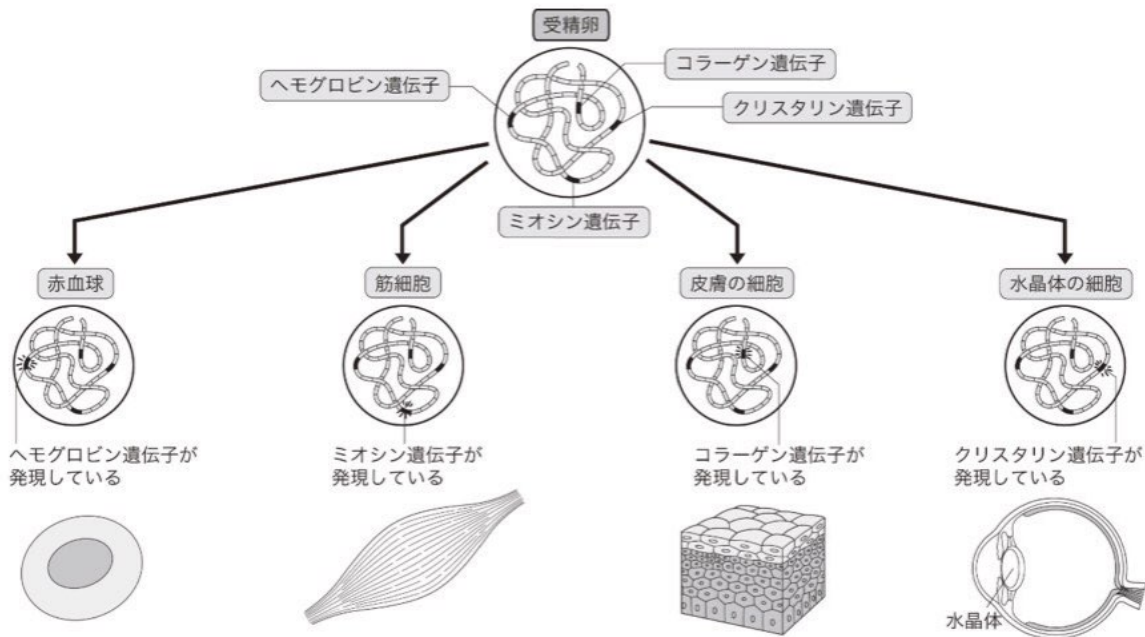 受精卵
ヘモグロビン遺伝子
コラーゲン遺伝子
クリスタリン遺伝子
ミオシン遺伝子
赤血球
筋細胞
皮膚の細胞
水晶体の細胞
ヘモグロビン遺伝子が
発現している
ミオシン遺伝子が
発現している
コラーゲン遺伝子が
発現している
クリスタリン遺伝子が
発現している
水晶体